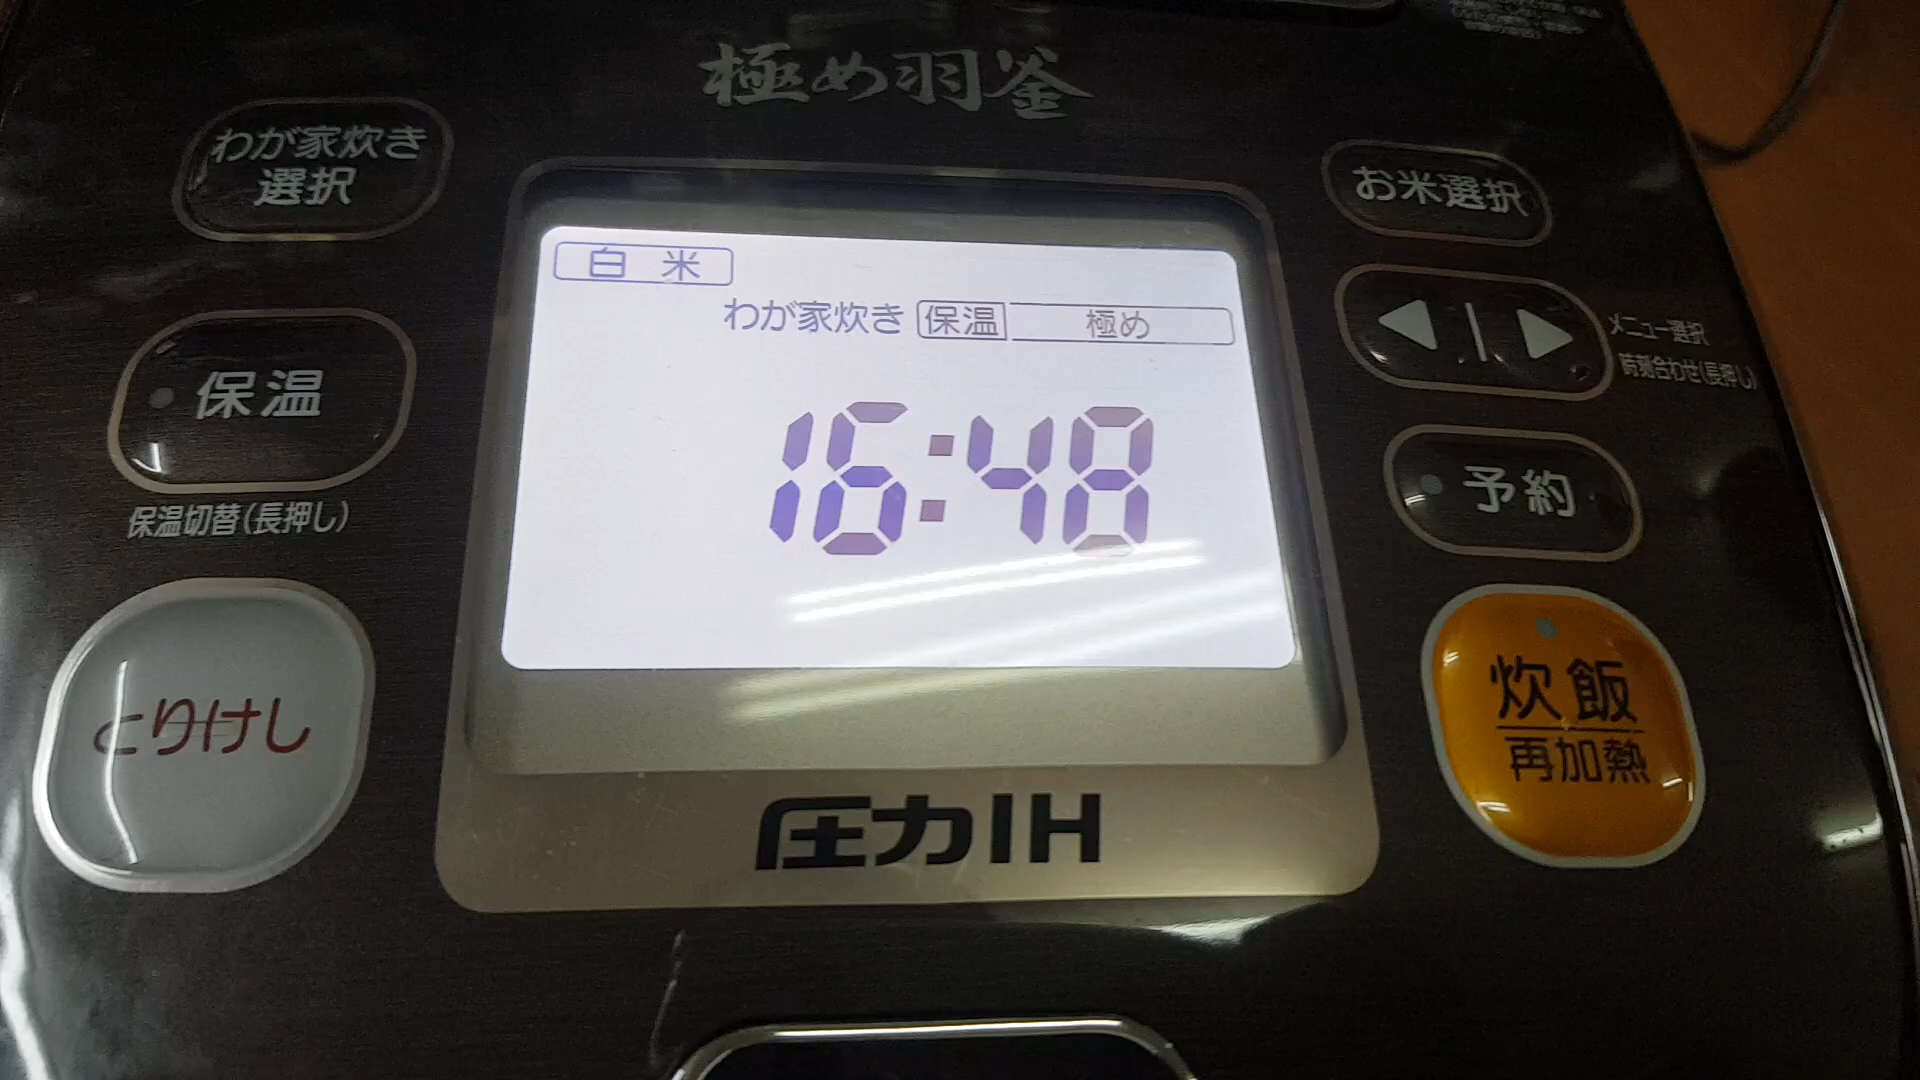 極め羽釜
わが家炊き
選択
お米選択
白米
わが家炊き 保温 極め
メニュー選択
時刻合わせ(長押し)
保温
16:48
予約
保温切替(長押し)
とりけし
炊飯
再加熱
圧力IH